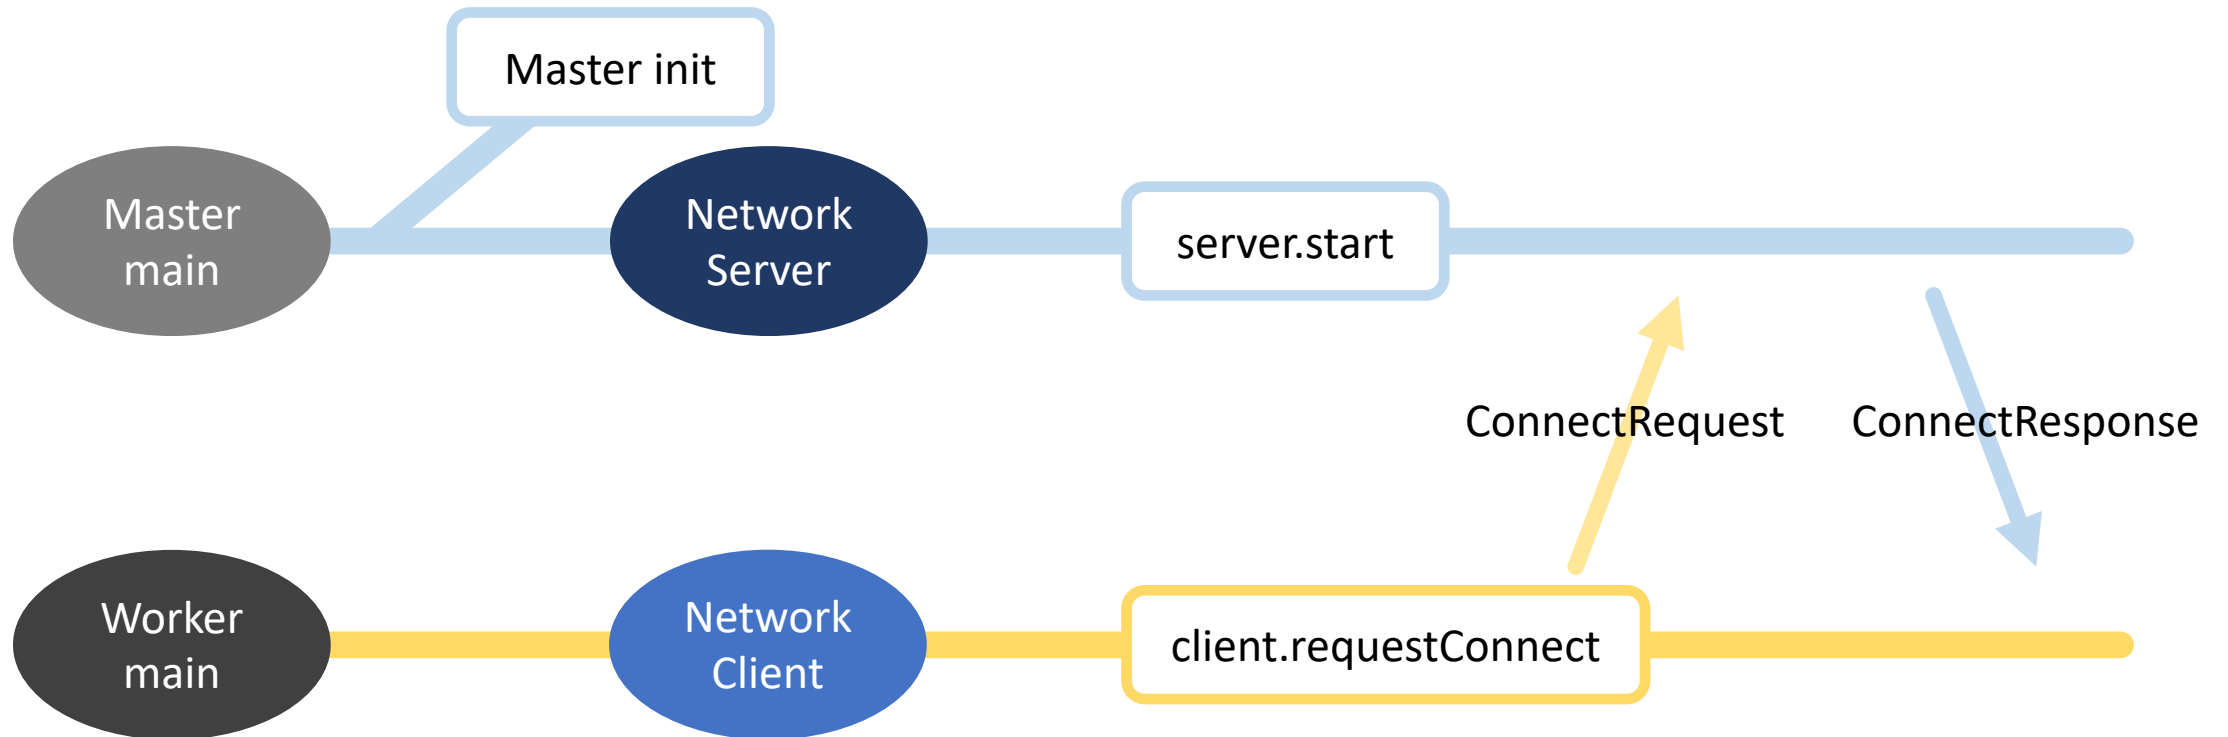 Master init
Master
main
Network
Server
server.start
ConnectRequest
ConnectResponse
Worker
main
Network
Client
client.requestConnect